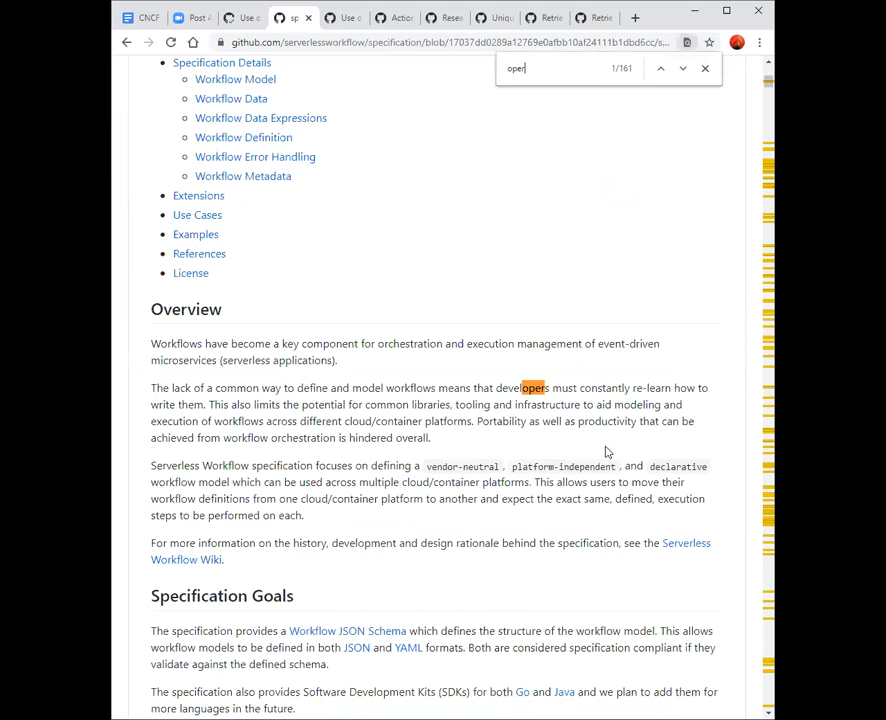 CNCF
Post A
Use c
sp
Use c
Action
Resea
Uniqu
Retrie
Retrie
github.com/serverlessworkflow/specification/blob/17037dd0289a12769e0afbb10af24111b1dbd6cc/s...
oper
1/161
Specification Details
Workflow Model
Workflow Data
Workflow Data Expressions
Workflow Definition
Workflow Error Handling
Workflow Metadata
Extensions
Use Cases
Examples
References
License
Overview
Workflows have become a key component for orchestration and execution management of event-driven
microservices (serverless applications).
The lack of a common way to define and model workflows means that developers must constantly re-learn how to
write them. This also limits the potential for common libraries, tooling and infrastructure to aid modeling and
execution of workflows across different cloud/container platforms. Portability as well as productivity that can be
achieved from workflow orchestration is hindered overall.
Serverless Workflow specification focuses on defining a vendor-neutral, platform-independent, and declarative
workflow model which can be used across multiple cloud/container platforms. This allows users to move their
workflow definitions from one cloud/container platform to another and expect the exact same, defined, execution
steps to be performed on each.
For more information on the history, development and design rationale behind the specification, see the Serverless
Workflow Wiki.
Specification Goals
The specification provides a Workflow JSON Schema which defines the structure of the workflow model. This allows
workflow models to be defined in both JSON and YAML formats. Both are considered specification compliant if they
validate against the defined schema.
The specification also provides Software Development Kits (SDKs) for both Go and Java and we plan to add them for
more languages in the future.